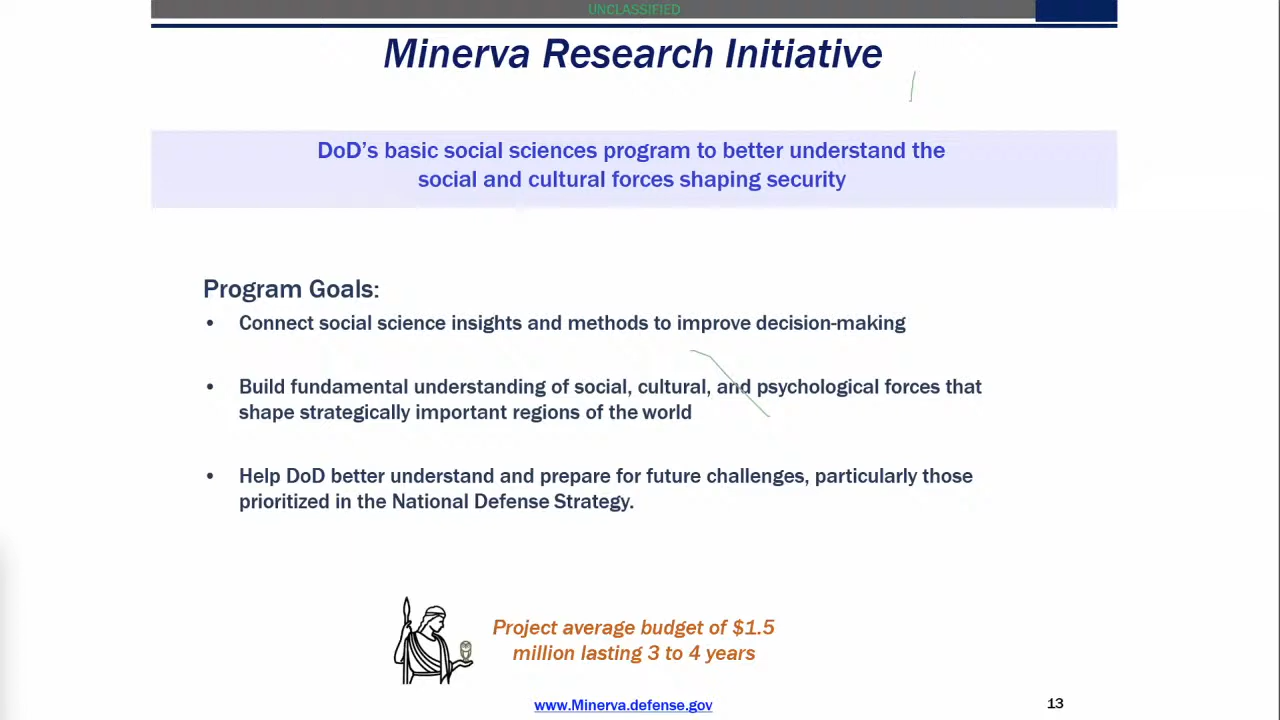 UNCLASSIFIED
Minerva Research Initiative
DoD's basic social sciences program to better understand the
social and cultural forces shaping security
Program Goals:
• Connect social science insights and methods to improve decision-making
• Build fundamental understanding of social, cultural, and psychological forces that
shape strategically important regions of the world
• Help DoD better understand and prepare for future challenges, particularly those
prioritized in the National Defense Strategy.
Project average budget of $1.5
million lasting 3 to 4 years
www.Minerva.defense.gov
13